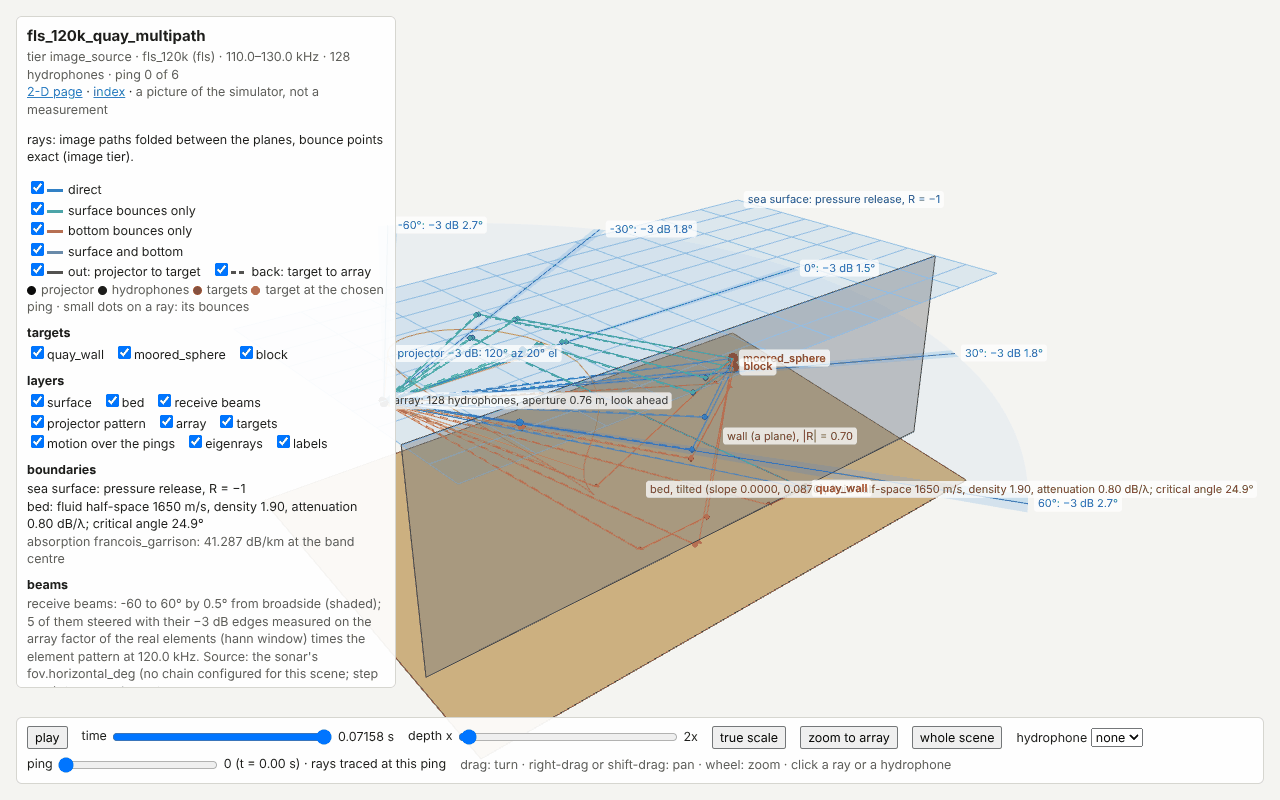 fls_120k_quay_multipath
tier image_source · fls_120k (fls) · 110.0–130.0 kHz · 128
hydrophones · ping 0 of 6
2-D page · index · a picture of the simulator, not a
measurement
rays: image paths folded between the planes, bounce points
exact (image tier).
direct
surface bounces only
bottom bounces only
surface and bottom
out: projector to target back: target to array
projector hydrophones targets target at the chosen
ping · small dots on a ray: its bounces
targets
quay_wall moored_sphere block
layers
surface bed receive beams
projector pattern array targets
motion over the pings eigenrays labels
boundaries
sea surface: pressure release, R = −1
bed: fluid half-space 1650 m/s, density 1.90, attenuation
0.80 dB/λ; critical angle 24.9°
absorption francois_garrison: 41.287 dB/km at the band
centre
beams
receive beams: -60 to 60° by 0.5° from broadside (shaded);
5 of them steered with their −3 dB edges measured on the
array factor of the real elements (hann window) times the
element pattern at 120.0 kHz. Source: the sonar's
fov.horizontal_deg (no chain configured for this scene; step
sea surface: pressure release, R = −1
-60°: −3 dB 2.7°
-30°: −3 dB 1.8°
0°: −3 dB 1.5°
projector −3 dB: 120° az 20° el
30°: −3 dB 1.8°
moored_sphere
block
array: 128 hydrophones, aperture 0.76 m, look ahead
wall (a plane), |R| = 0.70
bed, tilted (slope 0.0000, 0.087 quay_wall f-space 1650 m/s, density 1.90, attenuation 0.80 dB/λ; critical angle 24.9°
60°: −3 dB 2.7°
play time 0.07158 s depth x 2x true scale zoom to array whole scene hydrophone none
ping 0 (t = 0.00 s) · rays traced at this ping drag: turn · right-drag or shift-drag: pan · wheel: zoom · click a ray or a hydrophone